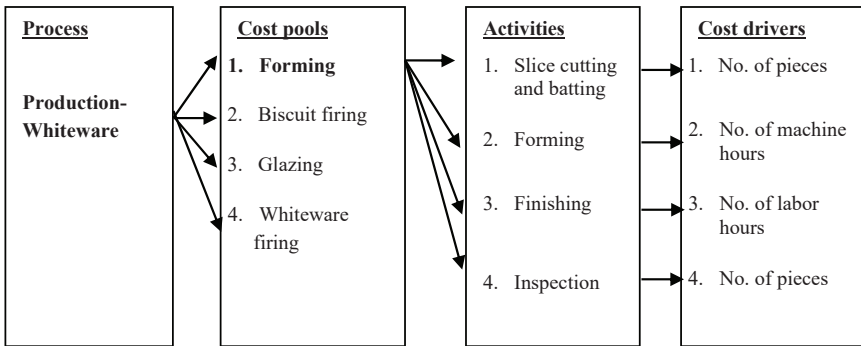 Process
Production-
Whiteware
Cost pools
1. Forming
2. Biscuit firing
3. Glazing
4. Whiteware
firing
Activities
1. Slice cutting
and batting
2. Forming
3. Finishing
4. Inspection
Cost drivers
1. No. of pieces
2. No. of machine
hours
3. No. of labor
hours
4. No. of pieces